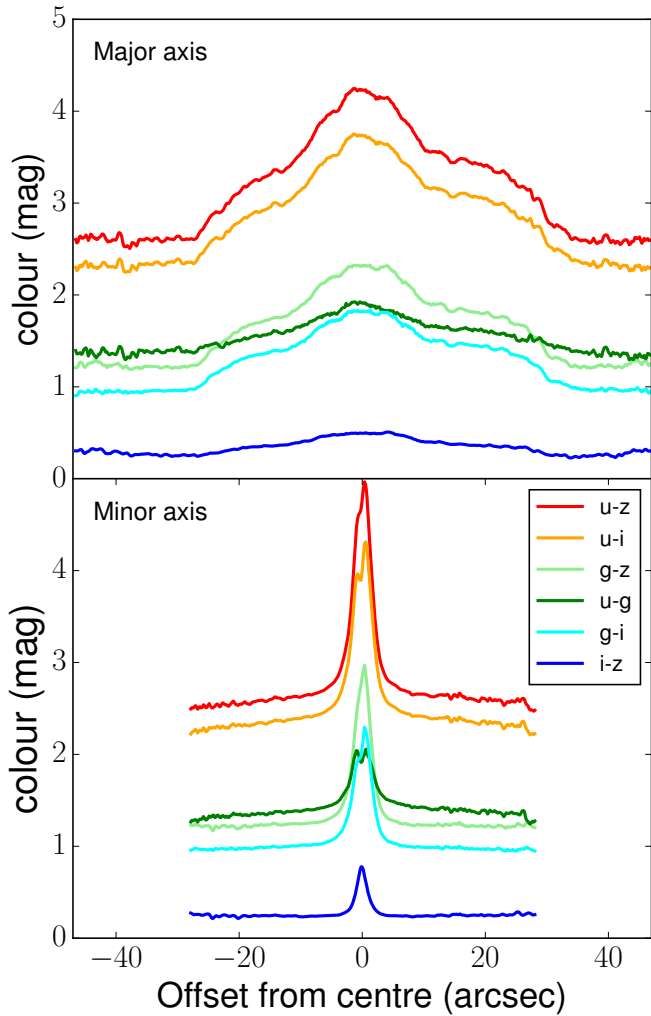 5
Major axis
4
3
2
1
0
colour (mag)
Minor axis
u-z
u-i
g-z
u-g
g-i
i-z
4
3
2
1
0
colour (mag)
−40 −20 0 20 40
Offset from centre (arcsec)